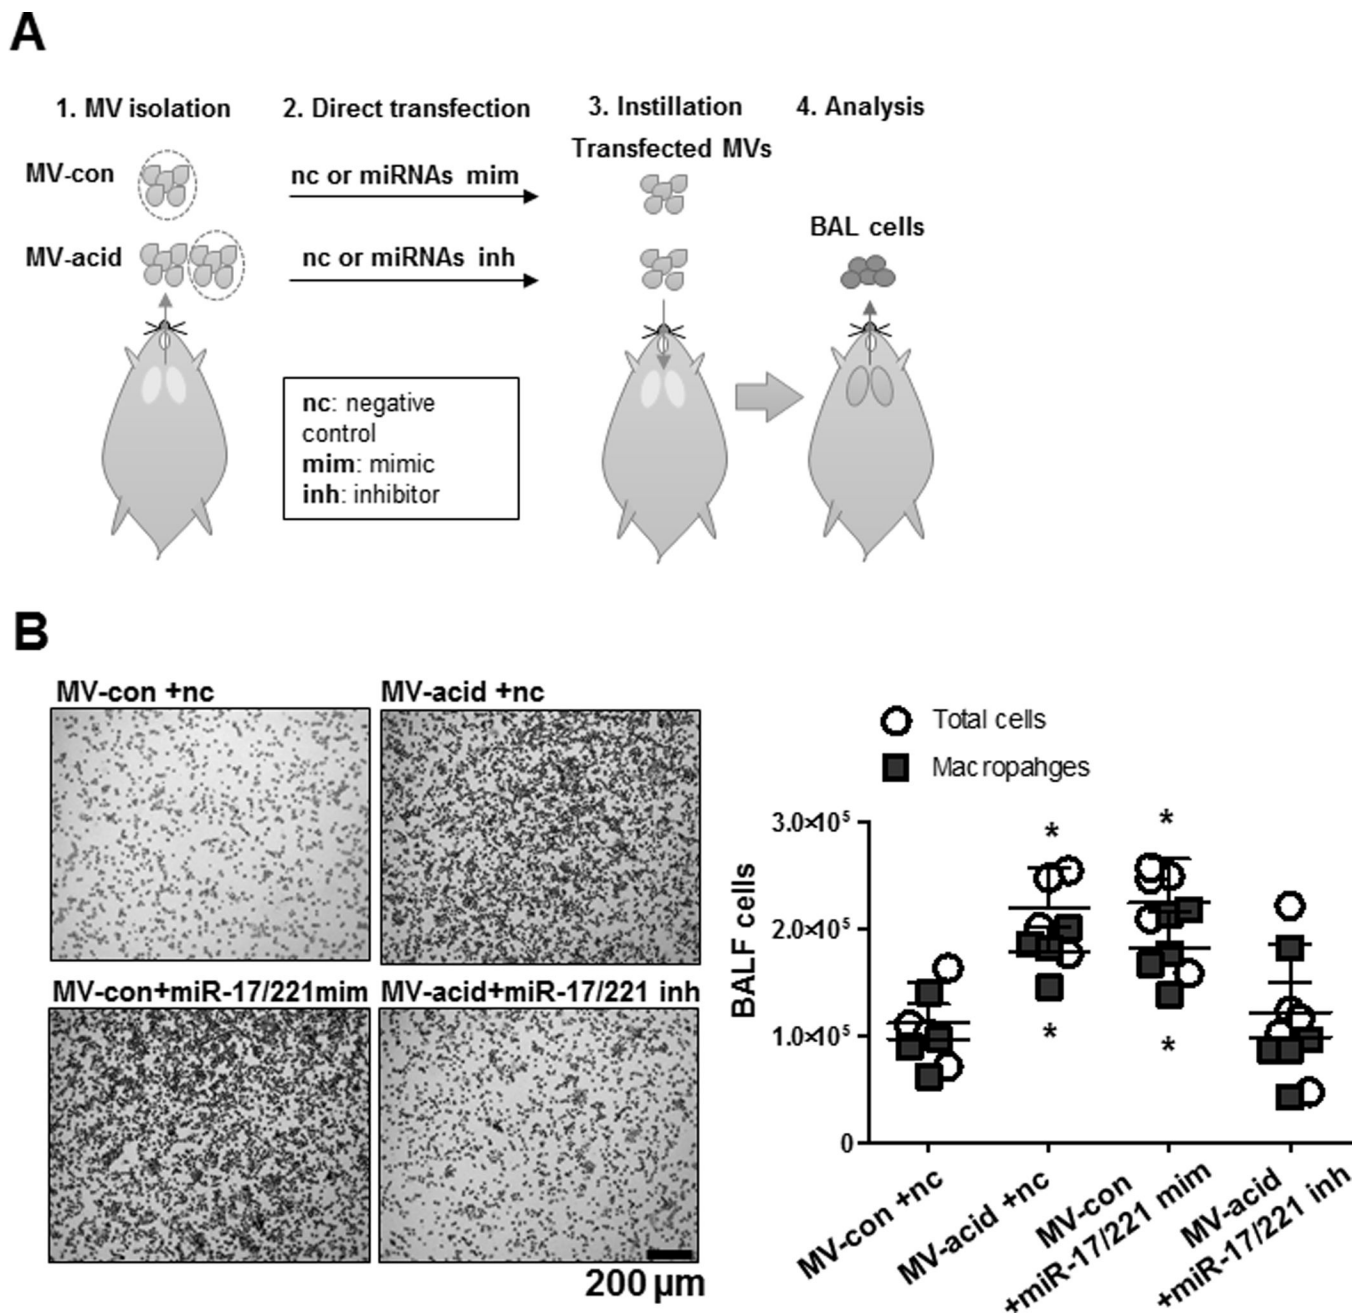 A
1. MV isolation
2. Direct transfection
3. Instillation
4. Analysis
Transfected MVs
MV-con
nc or miRNAs mim
BAL cells
MV-acid
nc or miRNAs inh
nc: negative
control
mim: mimic
inh: inhibitor
B
MV-con +nc
MV-acid +nc
MV-con+miR-17/221mim
MV-acid+miR-17/221 inh
200 µm
Total cells
Macropahges
BALF cells
3.0×10⁵
2.0×10⁵
1.0×10⁵
0
*
*
*
*
MV-con +nc
MV-acid +nc
MV-con
+miR-17/221 mim
MV-acid
+miR-17/221 inh